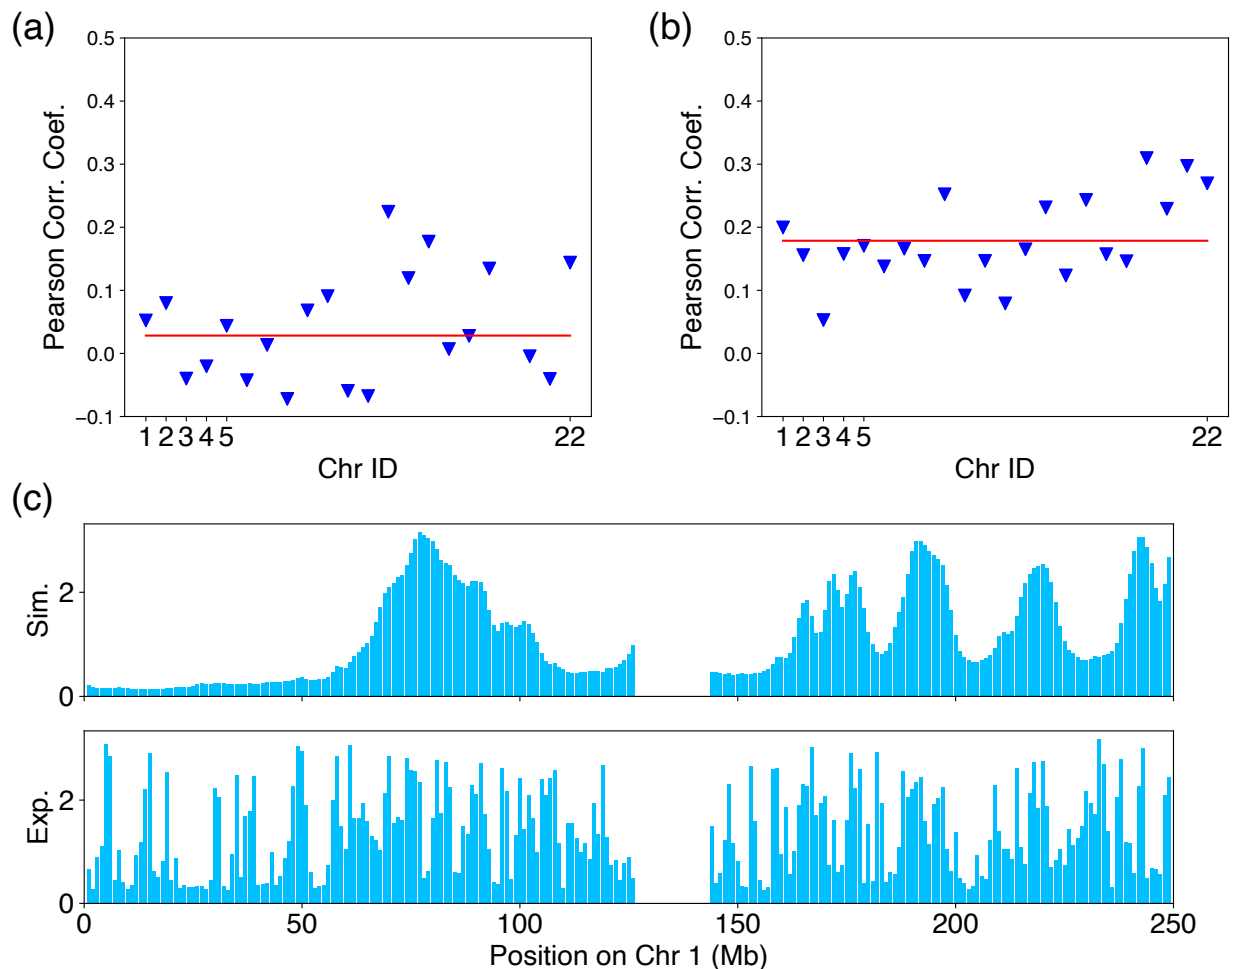 (a)
(b)
0.5
0.4
0.3
0.2
0.1
0.0
−0.1
Pearson Corr. Coef.
1 2 3 4 5 22
Chr ID
0.5
0.4
0.3
0.2
0.1
0.0
−0.1
Pearson Corr. Coef.
1 2 3 4 5 22
Chr ID
(c)
Sim.
2
0
Exp.
2
0
0 50 100 150 200 250
Position on Chr 1 (Mb)